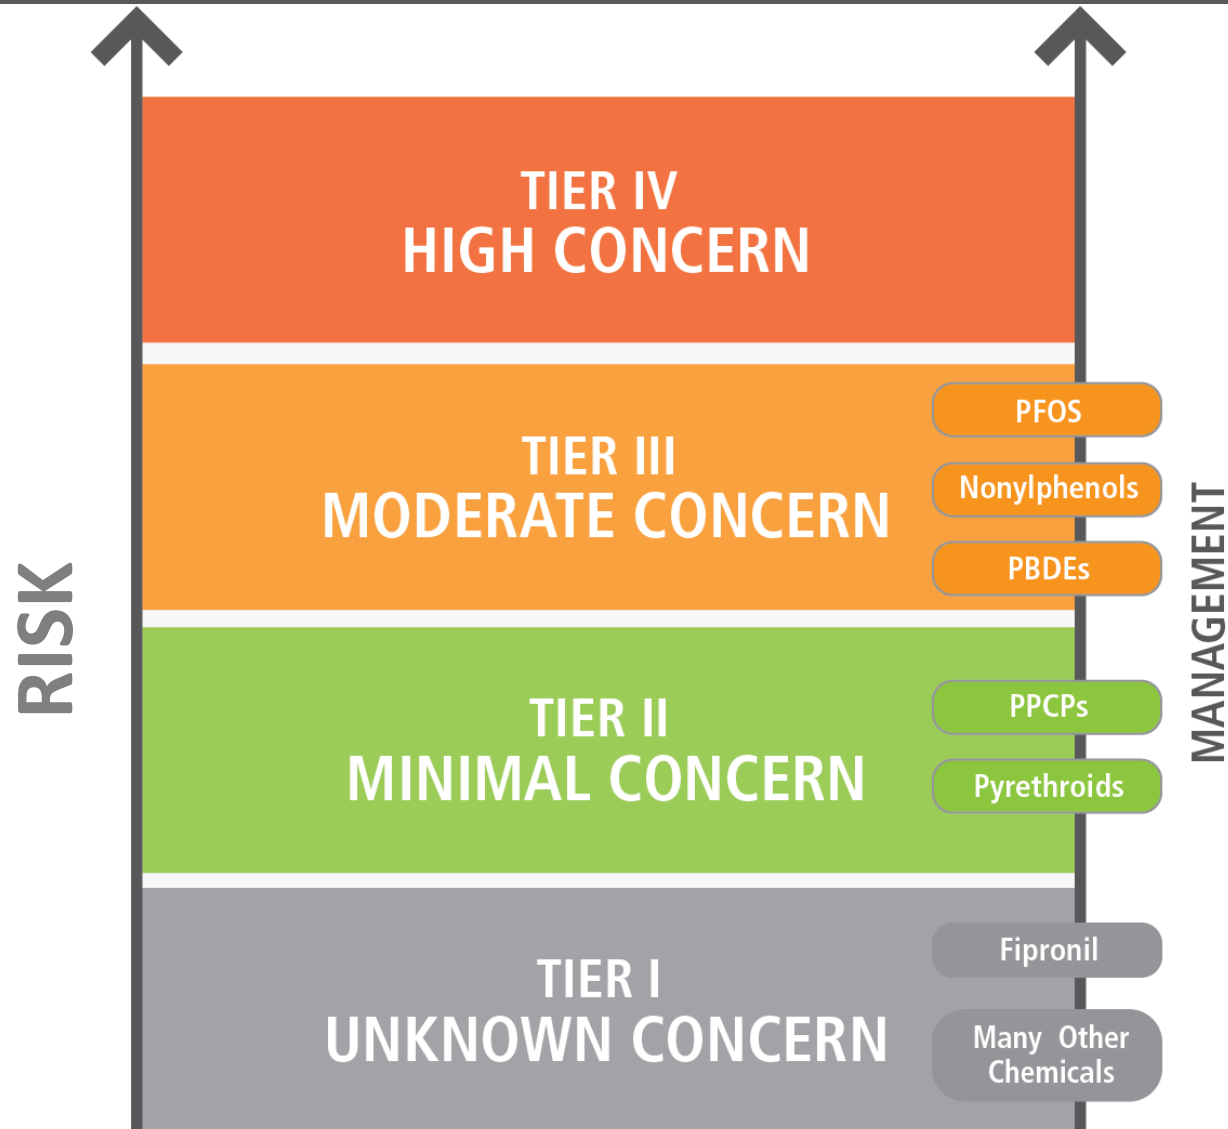 TIER IV
HIGH CONCERN
TIER III
MODERATE CONCERN
PFOS
Nonylphenols
PBDEs
RISK
MANAGEMENT
TIER II
MINIMAL CONCERN
PPCPs
Pyrethroids
TIER I
UNKNOWN CONCERN
Fipronil
Many Other
Chemicals